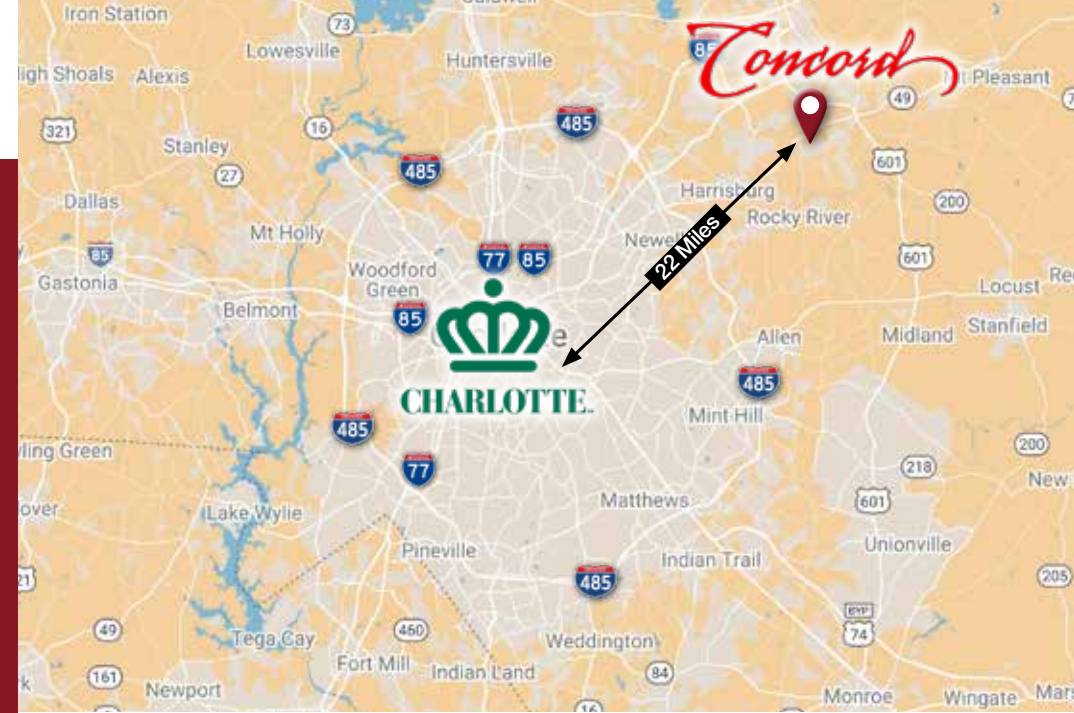 Iron Station
73
Lowesville
Huntersville
85
Concord
Pleasant
49
High Shoals
Alexis
321
16
485
Stanley
27
485
601
Dallas
Harrisburg
200
Rocky River
Mt Holly
Newell
22 Miles
601
85
77
85
Gastonia
Woodford
Green
Locust
Belmont
85
Allen
Midland
Stanfield
CHARLOTTE
485
Mint Hill
485
77
200
218
New
Matthews
601
Lake Wylie
Unionville
Pineville
Indian Trail
485
205
BYP
74
49
Tega Cay
460
Weddington
Fort Mill
Indian Land
84
161
Newport
16
Monroe
Wingate